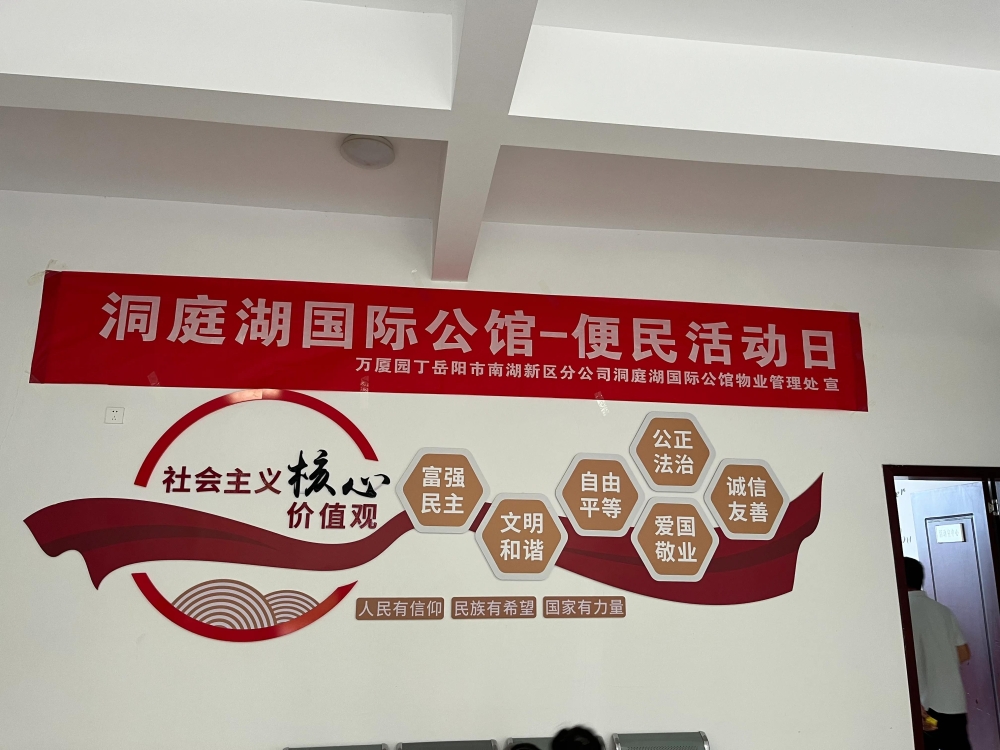 洞庭湖国际公馆-便民活动日
万厦园丁岳阳市南湖新区分公司洞庭湖国际公馆物业管理处 宣
社会主义核心
价值观
富强
民主
文明
和谐
自由
平等
公正
法治
爱国
敬业
诚信
友善
人民有信仰 民族有希望 国家有力量